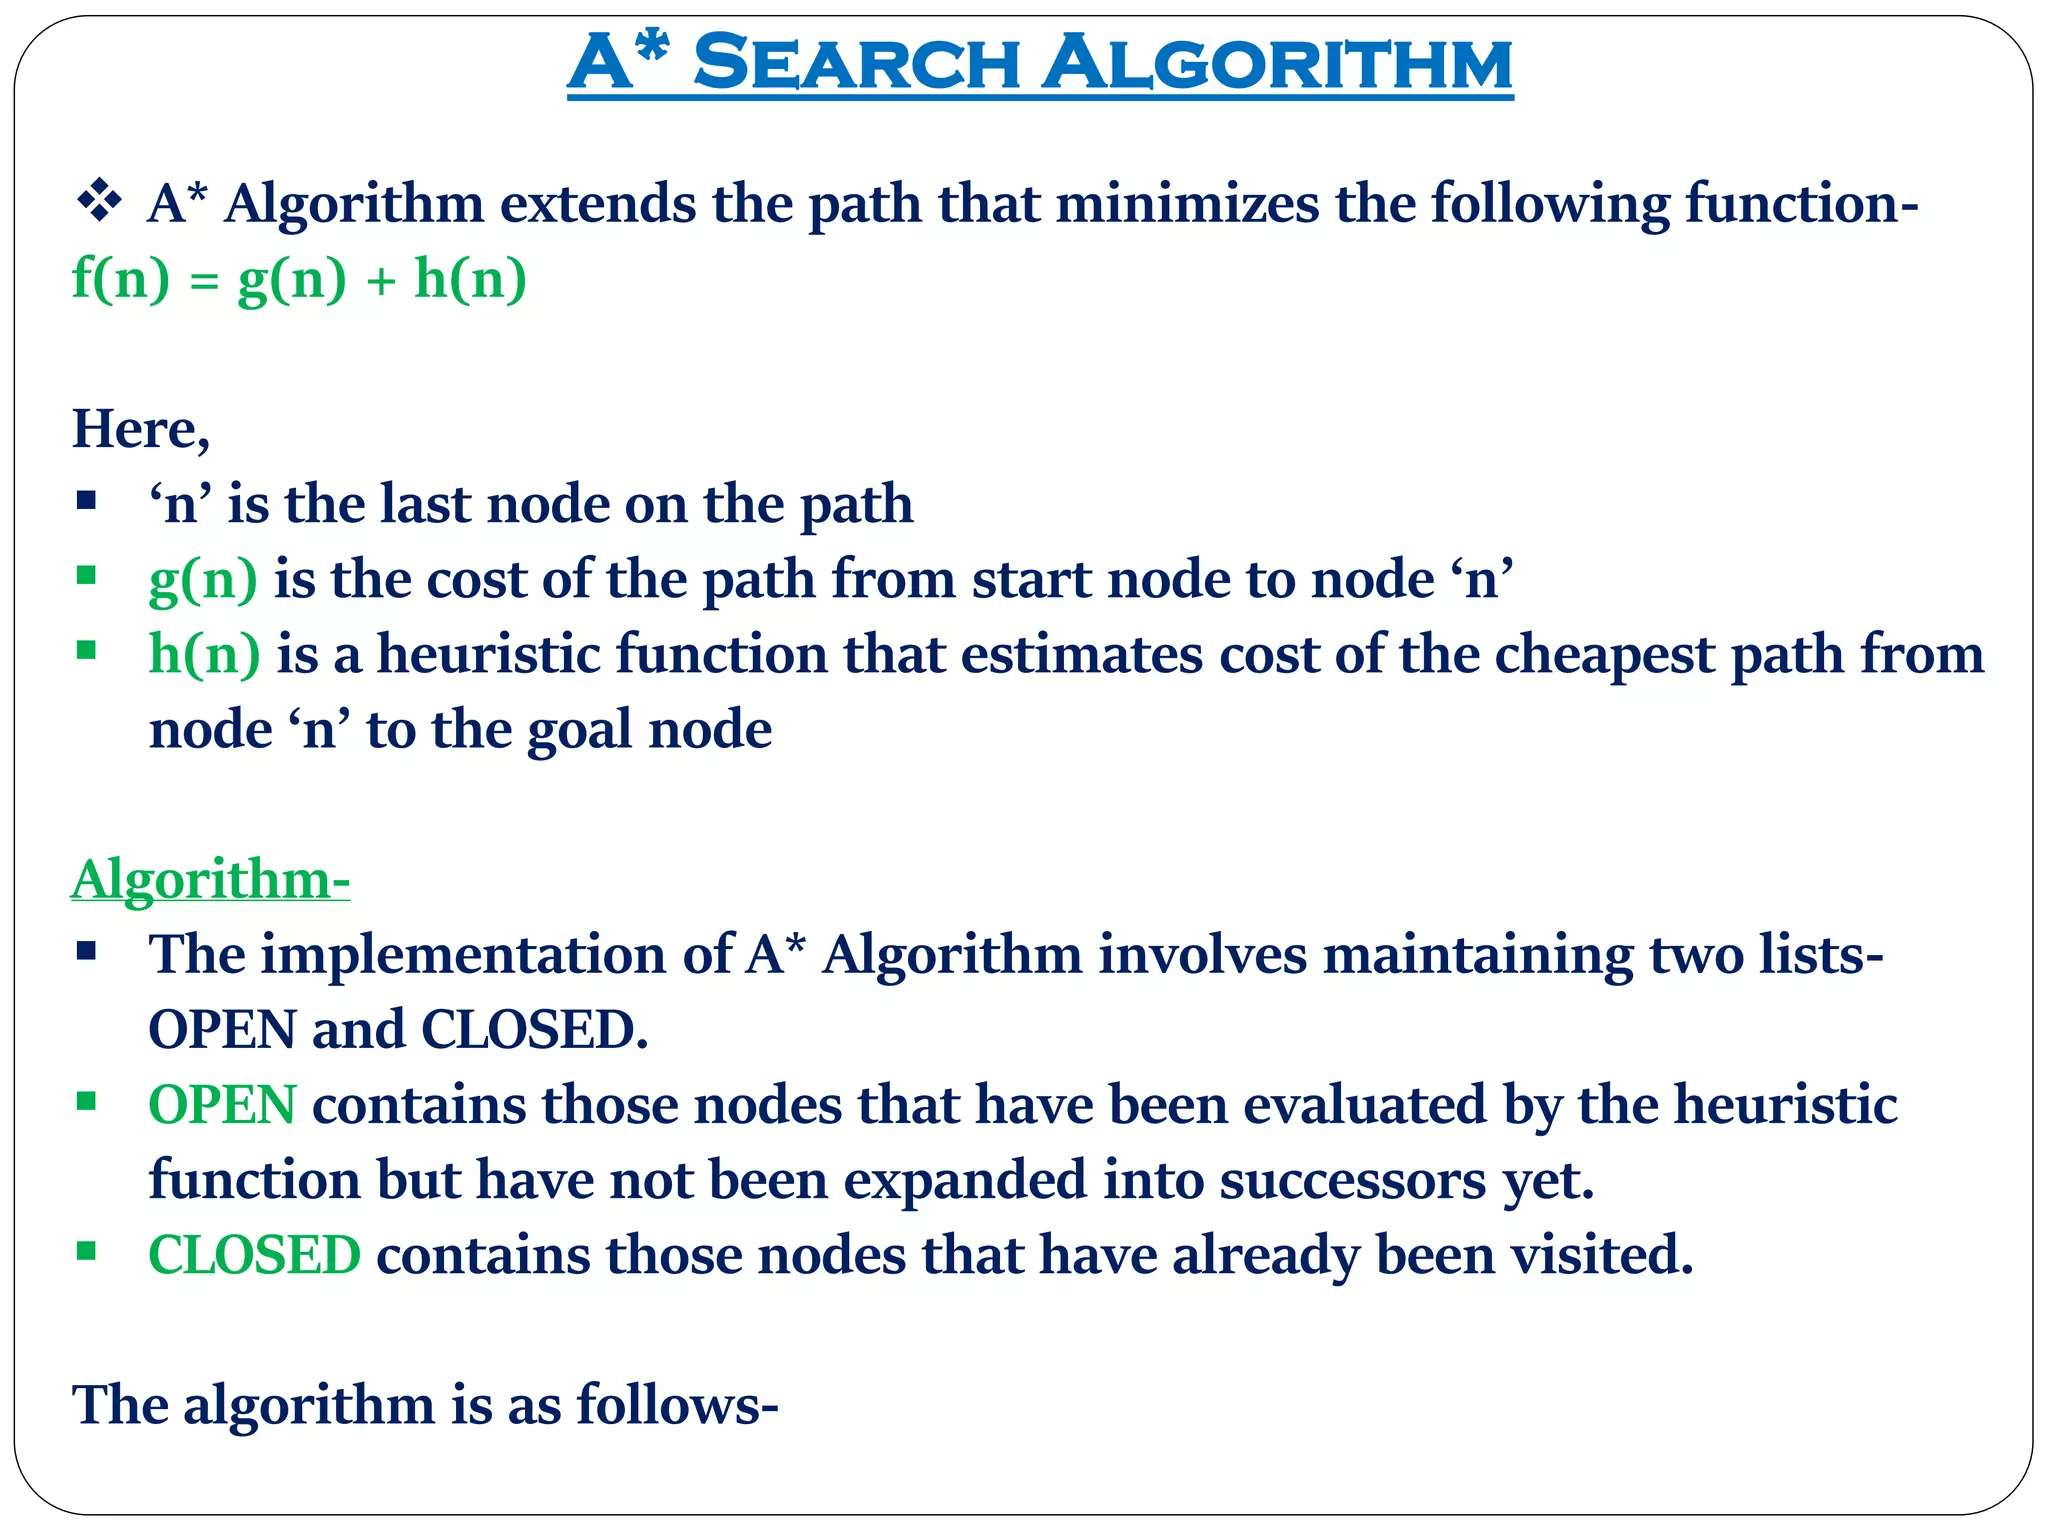 A* Search Algorithm
❖ A* Algorithm extends the path that minimizes the following function-
f(n) = g(n) + h(n)
Here,
▪ ‘n’ is the last node on the path
▪ g(n) is the cost of the path from start node to node ‘n’
▪ h(n) is a heuristic function that estimates cost of the cheapest path from
node ‘n’ to the goal node
Algorithm-
▪ The implementation of A* Algorithm involves maintaining two lists-
OPEN and CLOSED.
▪ OPEN contains those nodes that have been evaluated by the heuristic
function but have not been expanded into successors yet.
▪ CLOSED contains those nodes that have already been visited.
The algorithm is as follows-